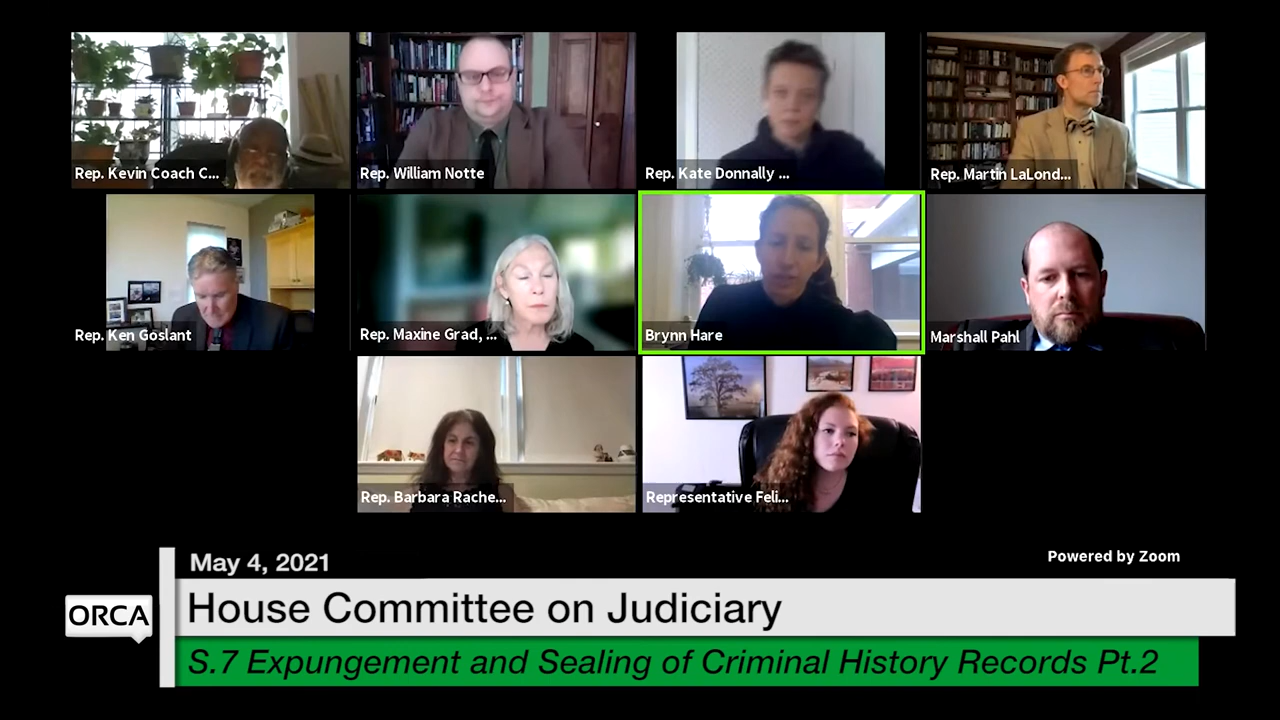 Rep. Kevin Coach C...
Rep. William Notte
Rep. Kate Donnally ...
Rep. Martin LaLond...
Rep. Ken Goslant
Rep. Maxine Grad, ...
Brynn Hare
Marshall Pahl
Rep. Barbara Rache...
Representative Feli...
May 4, 2021
Powered by Zoom
ORCA
House Committee on Judiciary
S.7 Expungement and Sealing of Criminal History Records Pt.2